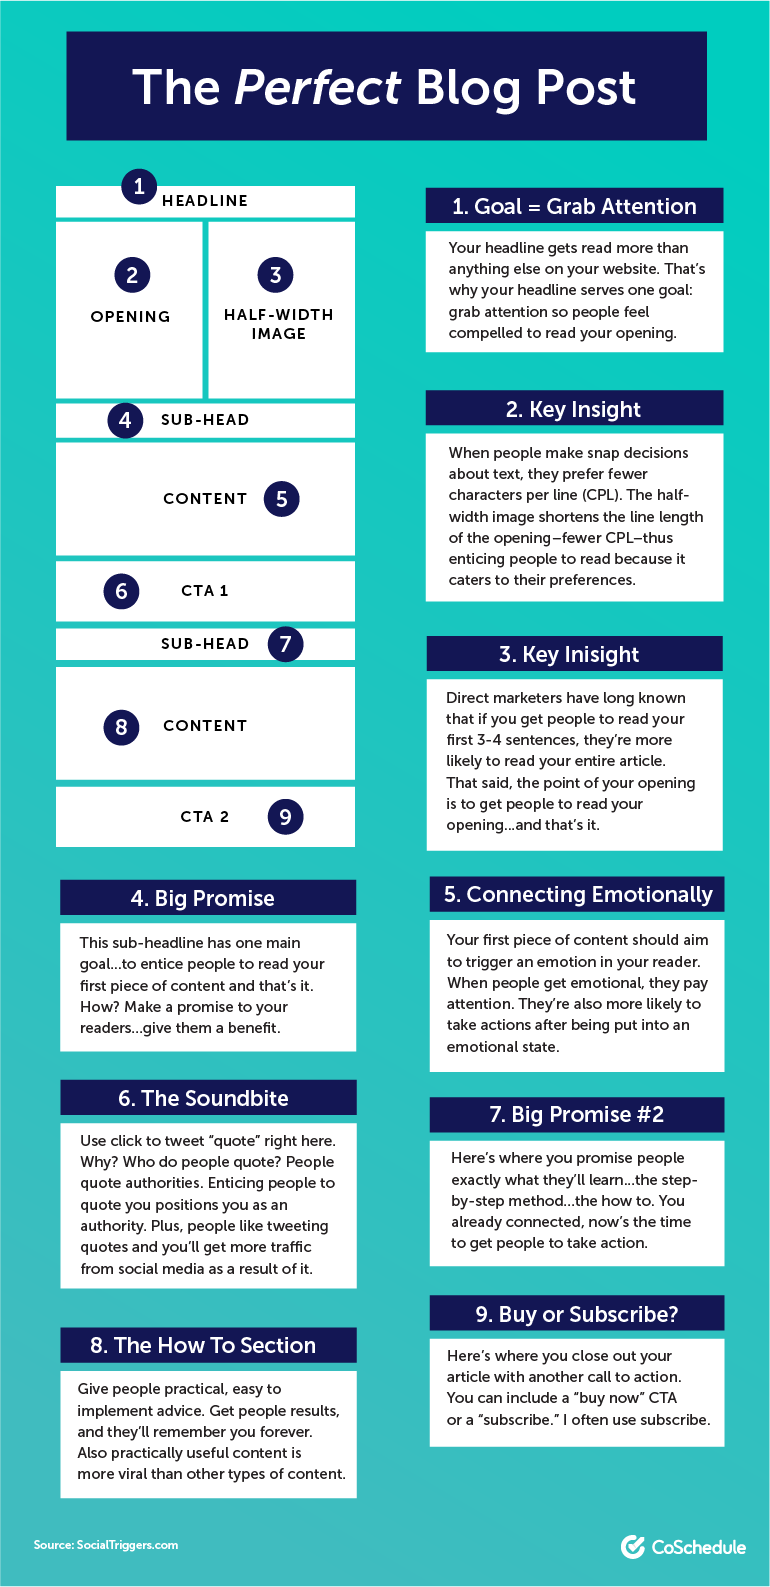 The Perfect Blog Post
1
HEADLINE
2
OPENING
3
HALF-WIDTH
IMAGE
4
SUB-HEAD
CONTENT
5
6
CTA 1
SUB-HEAD
7
8
CONTENT
CTA 2
9
1. Goal = Grab Attention
Your headline gets read more than
anything else on your website. That’s
why your headline serves one goal:
grab attention so people feel
compelled to read your opening.
2. Key Insight
When people make snap decisions
about text, they prefer fewer
characters per line (CPL). The half-
width image shortens the line length
of the opening–fewer CPL–thus
enticing people to read because it
caters to their preferences.
3. Key Inisight
Direct marketers have long known
that if you get people to read your
first 3-4 sentences, they’re more
likely to read your entire article.
That said, the point of your opening
is to get people to read your
opening...and that’s it.
4. Big Promise
This sub-headline has one main
goal...to entice people to read your
first piece of content and that’s it.
How? Make a promise to your
readers...give them a benefit.
5. Connecting Emotionally
Your first piece of content should aim
to trigger an emotion in your reader.
When people get emotional, they pay
attention. They’re also more likely to
take actions after being put into an
emotional state.
6. The Soundbite
Use click to tweet “quote” right here.
Why? Who do people quote? People
quote authorities. Enticing people to
quote you positions you as an
authority. Plus, people like tweeting
quotes and you’ll get more traffic
from social media as a result of it.
7. Big Promise #2
Here’s where you promise people
exactly what they’ll learn...the step-
by-step method...the how to. You
already connected, now’s the time
to get people to take action.
8. The How To Section
Give people practical, easy to
implement advice. Get people results,
and they’ll remember you forever.
Also practically useful content is
more viral than other types of content.
9. Buy or Subscribe?
Here’s where you close out your
article with another call to action.
You can include a “buy now” CTA
or a “subscribe.” I often use subscribe.
Source: SocialTriggers.com
CoSchedule